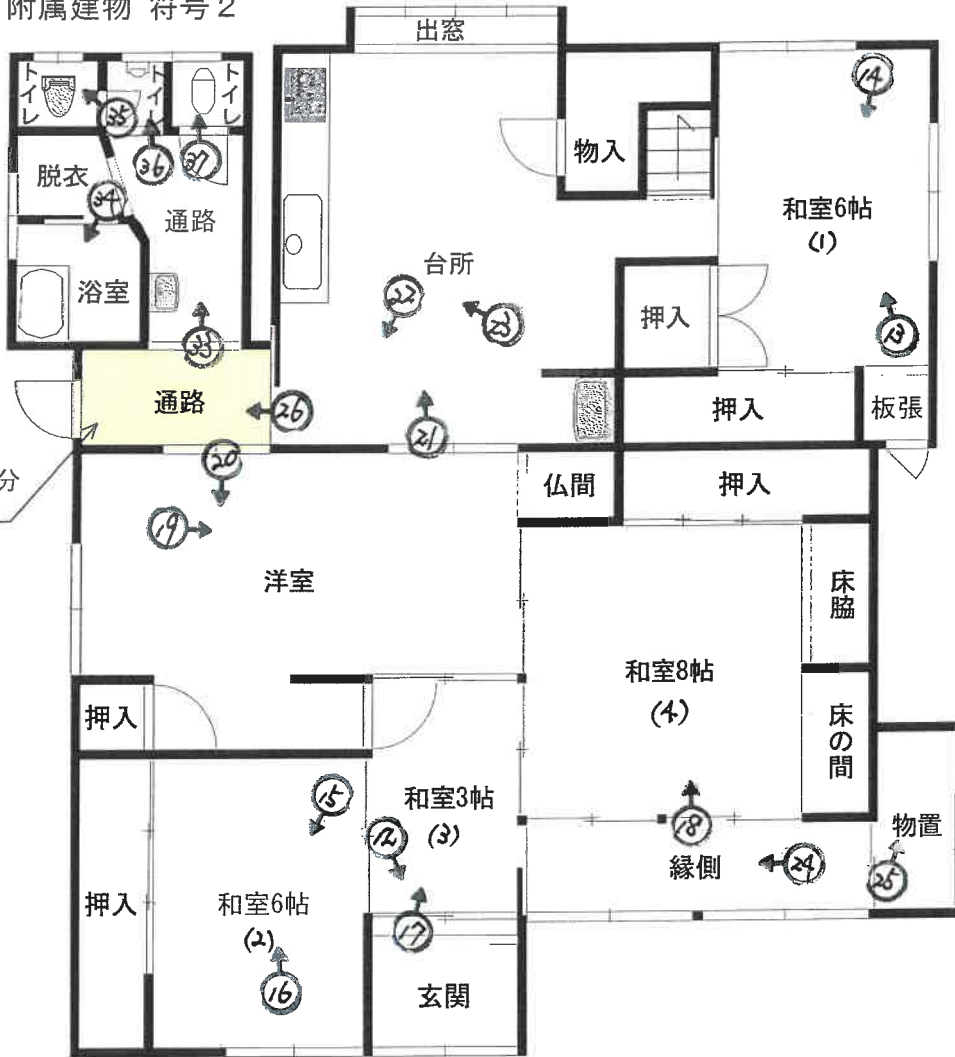 附属建物 符号2
出窓
トイレ
トイレ
トイレ
14
35
36
37
物入
脱衣
34
通路
和室6帖
(1)
台所
浴室
22
23
押入
13
33
通路
26
押入
板張
21
20
分
仏間
押入
19
洋室
床脇
和室8帖
(4)
押入
床の間
15
和室3帖
(3)
18
物置
12
縁側
24
25
押入
和室6帖
(2)
17
16
玄関